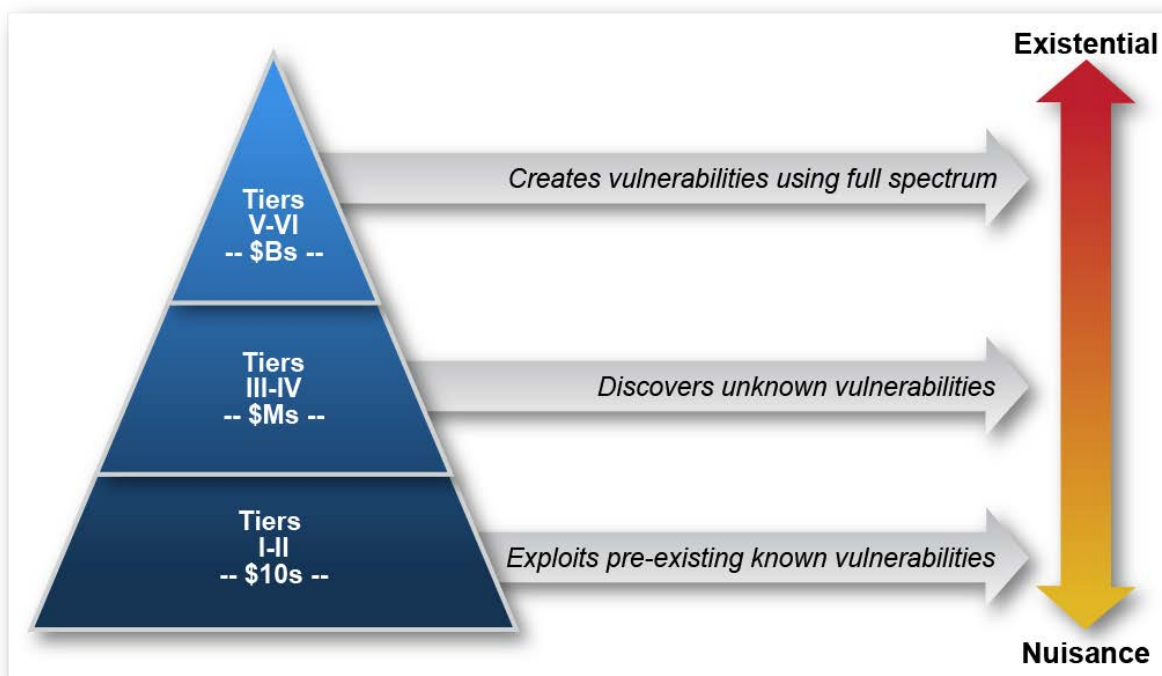 Existential
Creates vulnerabilities using full spectrum
Tiers
V-VI
-- $Bs --
Tiers
III-IV
-- $Ms --
Discovers unknown vulnerabilities
Tiers
I-II
-- $10s --
Exploits pre-existing known vulnerabilities
Nuisance